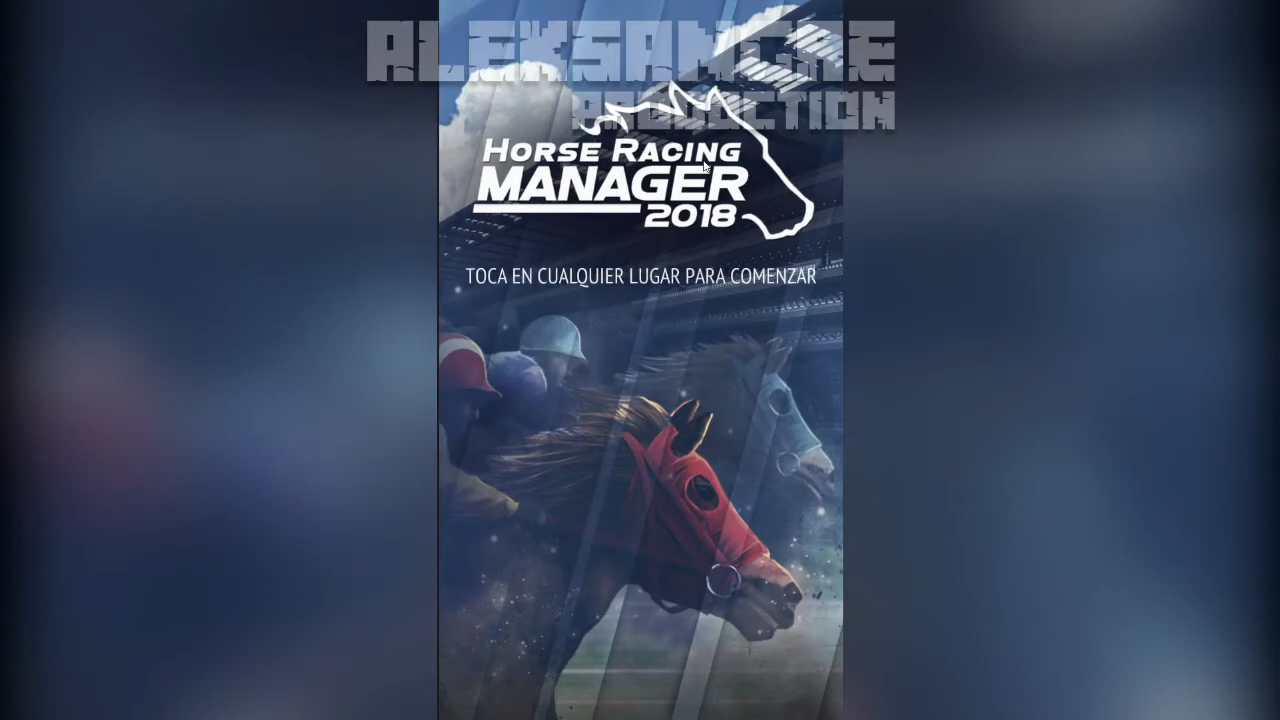 ALEKSANGRE
PRODUCTION
HORSE RACING
MANAGER
2018
TOCA EN CUALQUIER LUGAR PARA COMENZAR